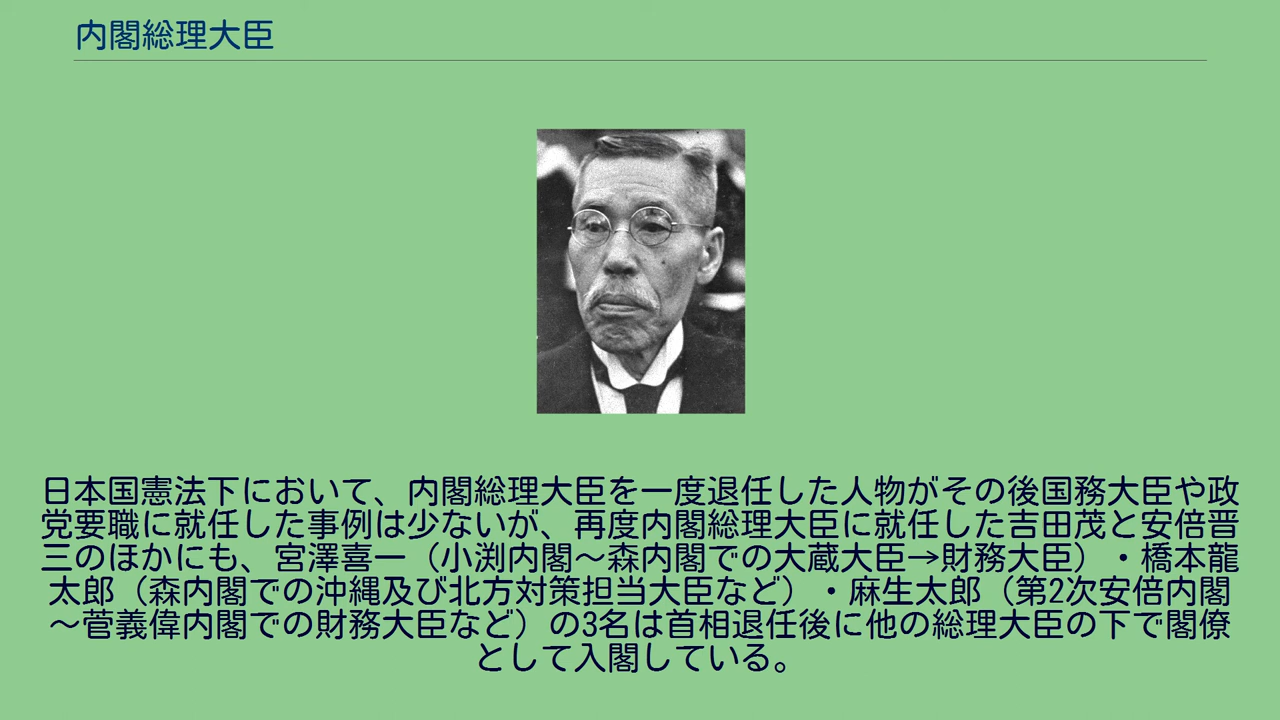 内閣総理大臣
日本国憲法下において、内閣総理大臣を一度退任した人物がその後国務大臣や政
党要職に就任した事例は少ないが、再度内閣総理大臣に就任した吉田茂と安倍晋
三のほかにも、宮澤喜一（小渕内閣〜森内閣での大蔵大臣→財務大臣）・橋本龍
太郎（森内閣での沖縄及び北方対策担当大臣など）・麻生太郎（第2次安倍内閣
〜菅義偉内閣での財務大臣など）の3名は首相退任後に他の総理大臣の下で閣僚
として入閣している。